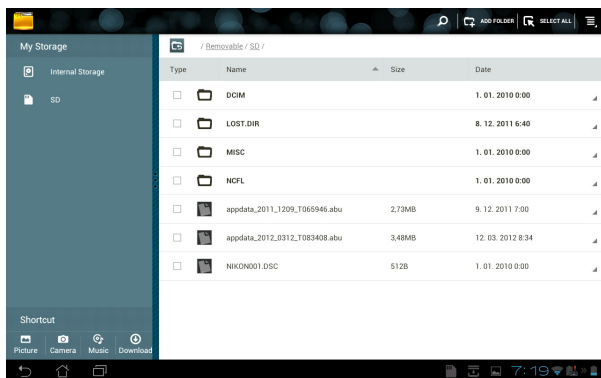 ADD FOLDER SELECT ALL
My Storage
/ Removable / SD /
Internal Storage
SD
Type Name Size Date
DCIM 1. 01. 2010 0:00
LOST.DIR 8. 12. 2011 6:40
MISC 1. 01. 2010 0:00
NCFL 1. 01. 2010 0:00
appdata_2011_1209_T065946.abu 2,73MB 9. 12. 2011 7:00
appdata_2012_0312_T083408.abu 3,48MB 12. 03. 2012 8:34
NIKON001.DSC 512B 1. 01. 2010 0:00
Shortcut
Picture Camera Music Download
7:19